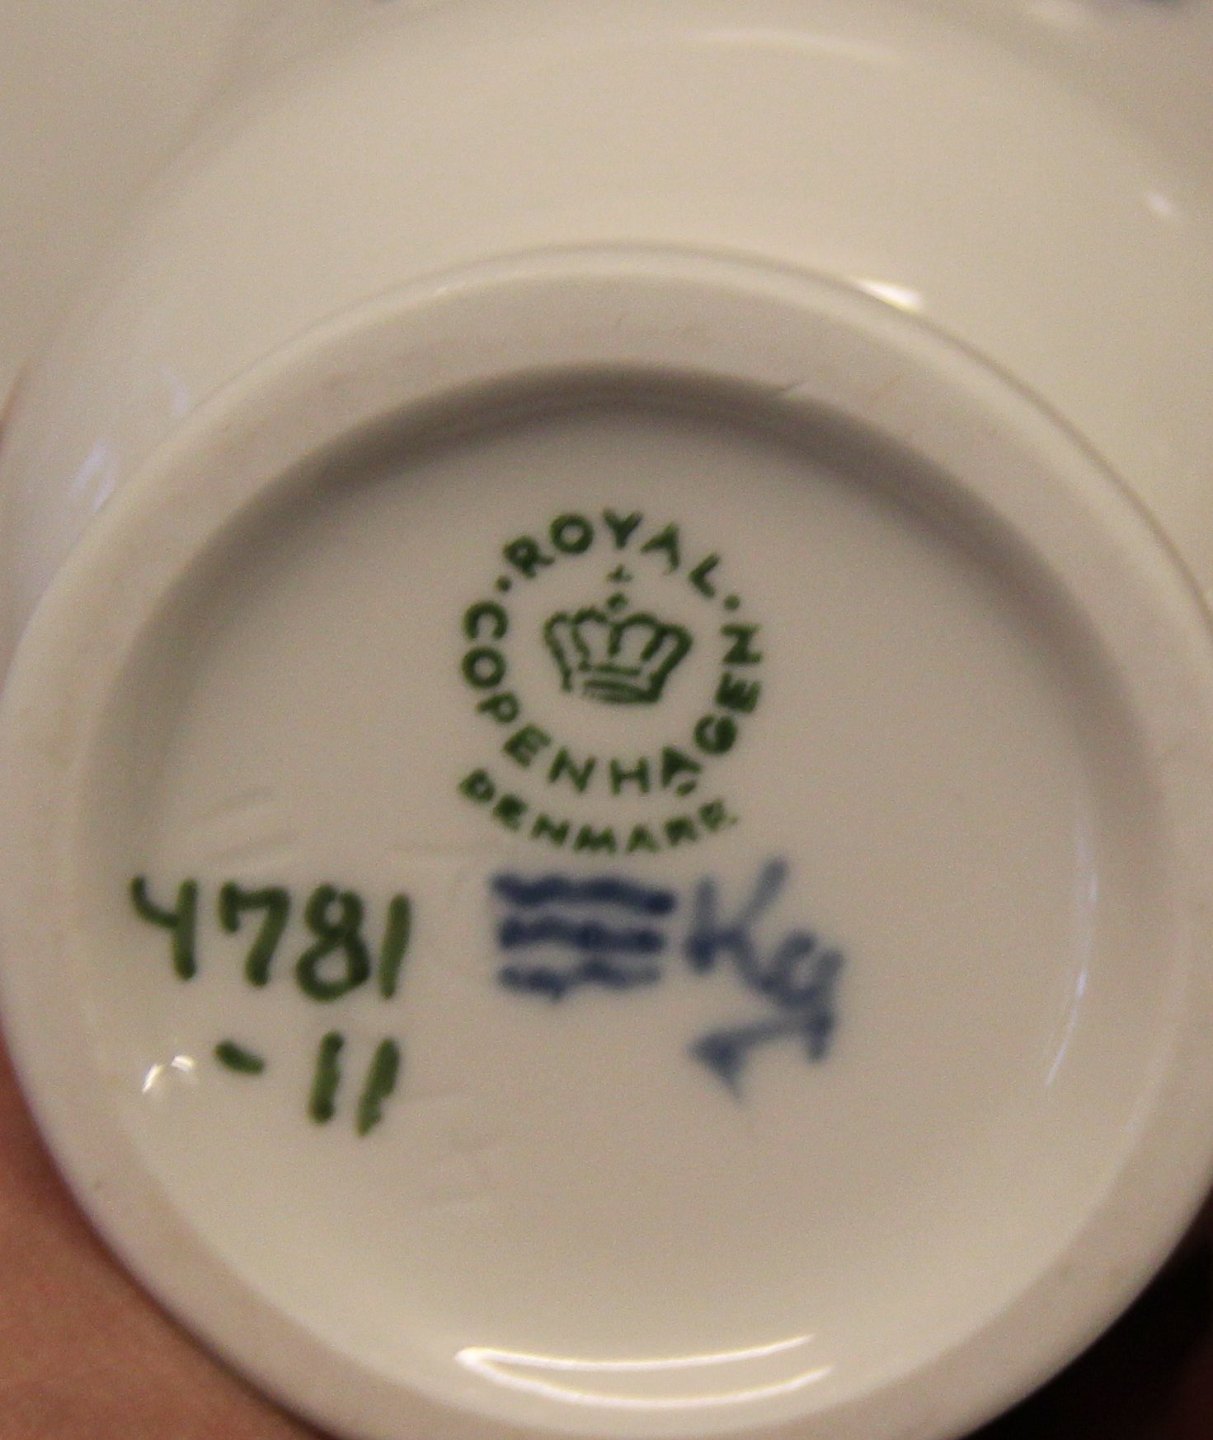 ROYAL
COPENHAGEN
DENMARK
4781
-11